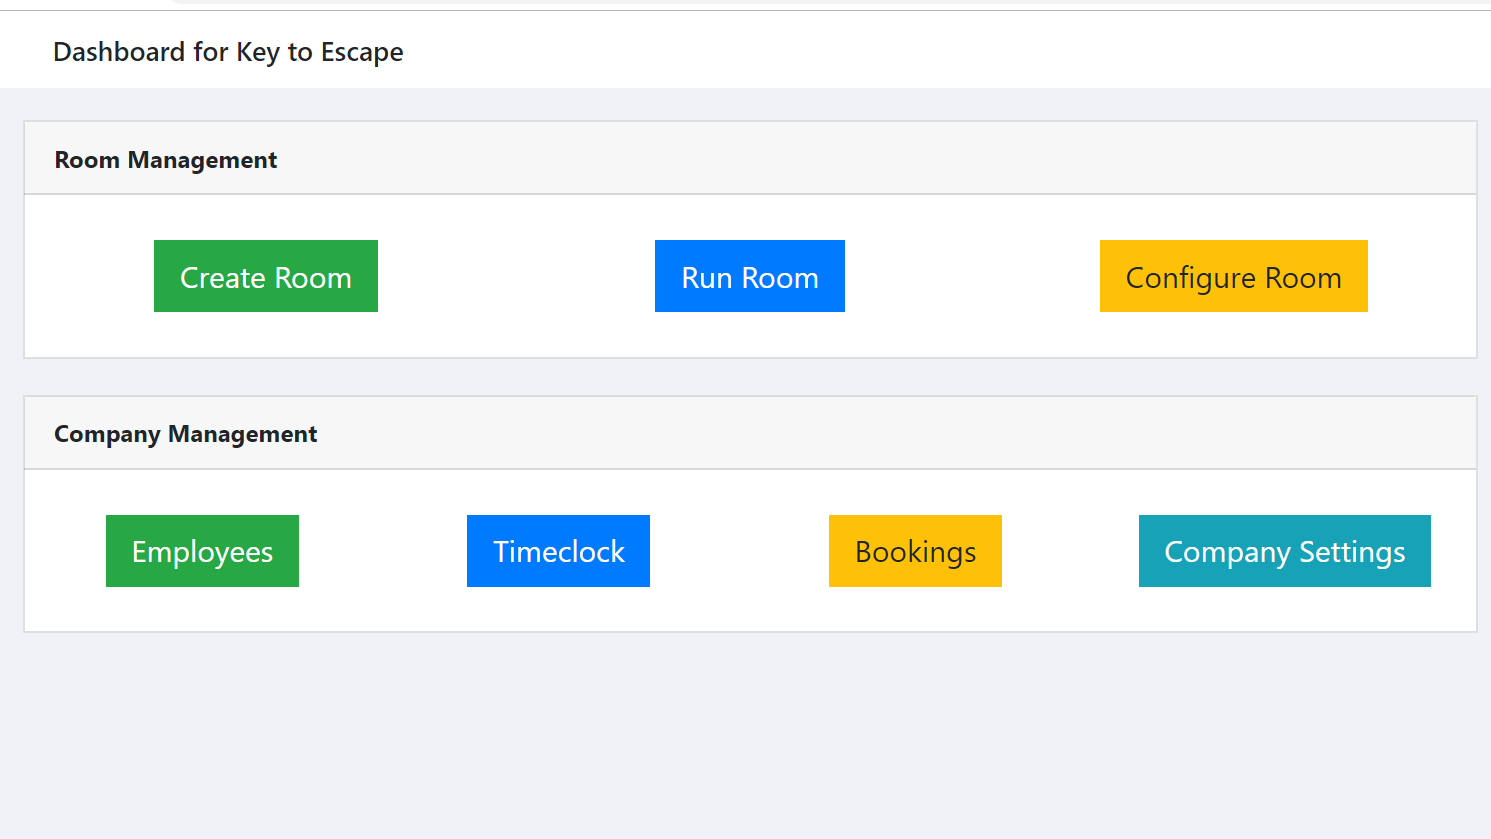 Dashboard for Key to Escape
Room Management
Create Room
Run Room
Configure Room
Company Management
Employees
Timeclock
Bookings
Company Settings